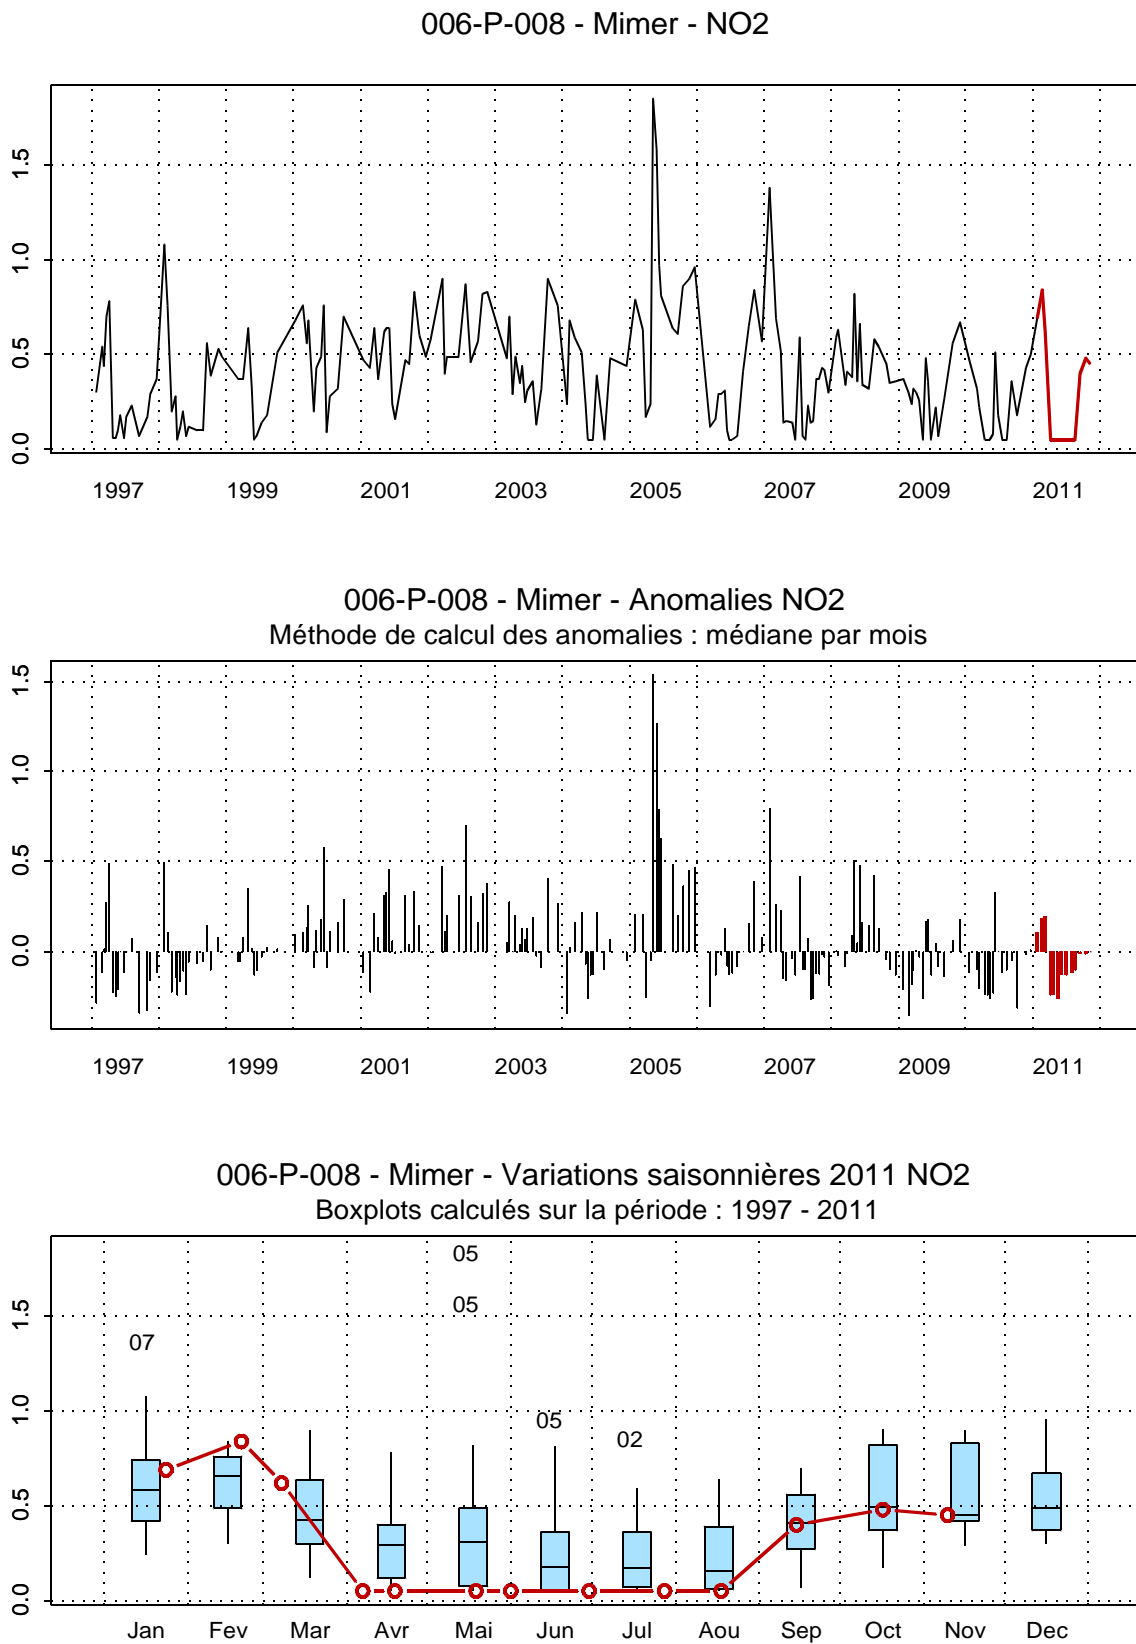 006-P-008 - Mimer - NO2
1.5
1.0
0.5
0.0
1997 1999 2001 2003 2005 2007 2009 2011
006-P-008 - Mimer - Anomalies NO2
Méthode de calcul des anomalies : médiane par mois
1.5
1.0
0.5
0.0
1997 1999 2001 2003 2005 2007 2009 2011
006-P-008 - Mimer - Variations saisonnières 2011 NO2
Boxplots calculés sur la période : 1997 - 2011
05
05
07
05
02
1.5
1.0
0.5
0.0
Jan Fev Mar Avr Mai Jun Jul Aou Sep Oct Nov Dec